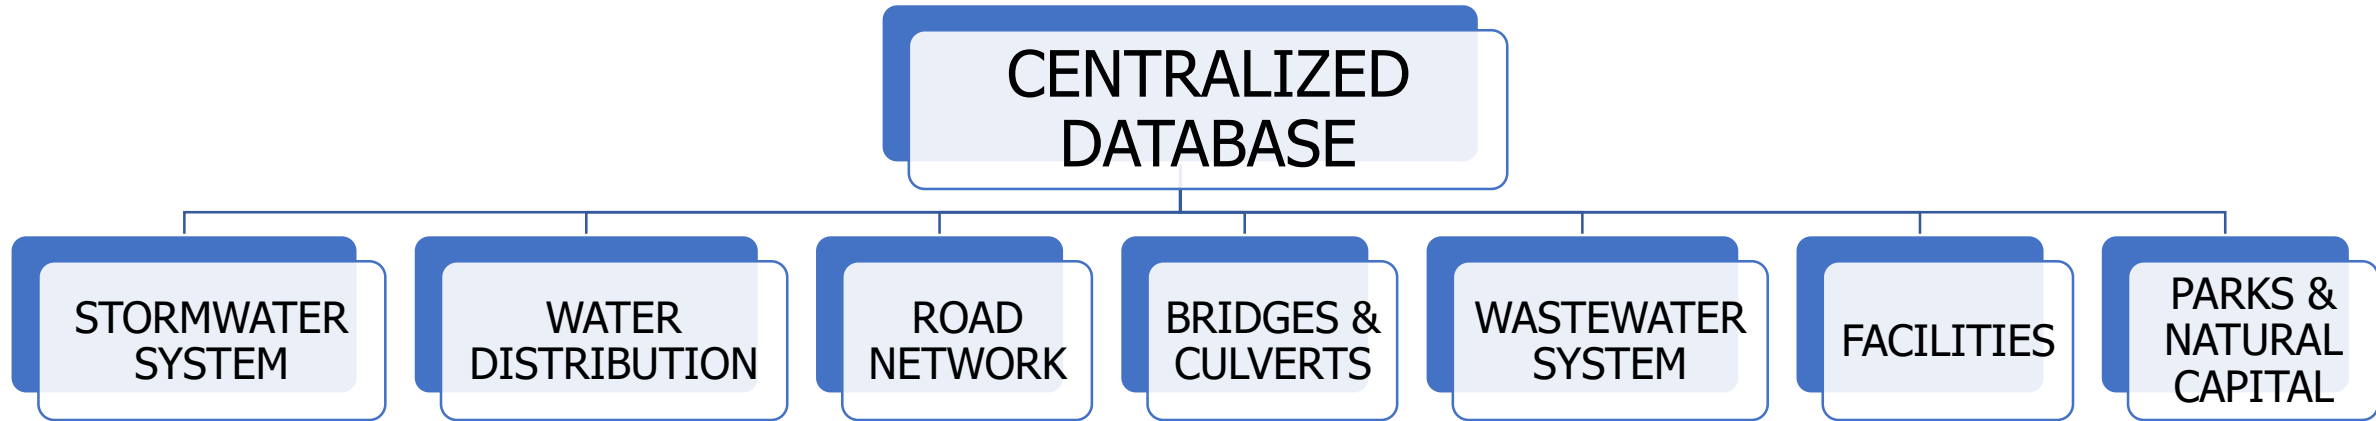 CENTRALIZED
DATABASE
STORMWATER
SYSTEM
WATER
DISTRIBUTION
ROAD
NETWORK
BRIDGES &
CULVERTS
WASTEWATER
SYSTEM
FACILITIES
PARKS &
NATURAL
CAPITAL